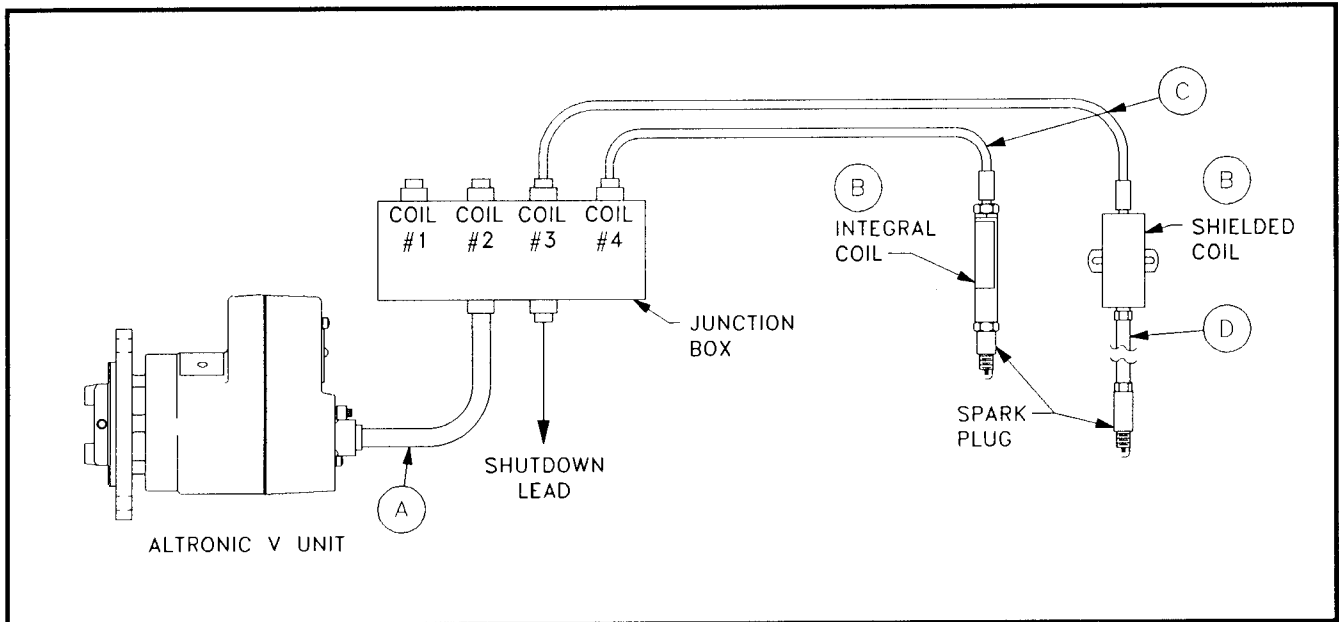 C
B
B
COIL #1
COIL #2
COIL #3
COIL #4
INTEGRAL
COIL
SHIELDED
COIL
JUNCTION
BOX
D
SPARK
PLUG
SHUTDOWN
LEAD
A
ALTRONIC V UNIT